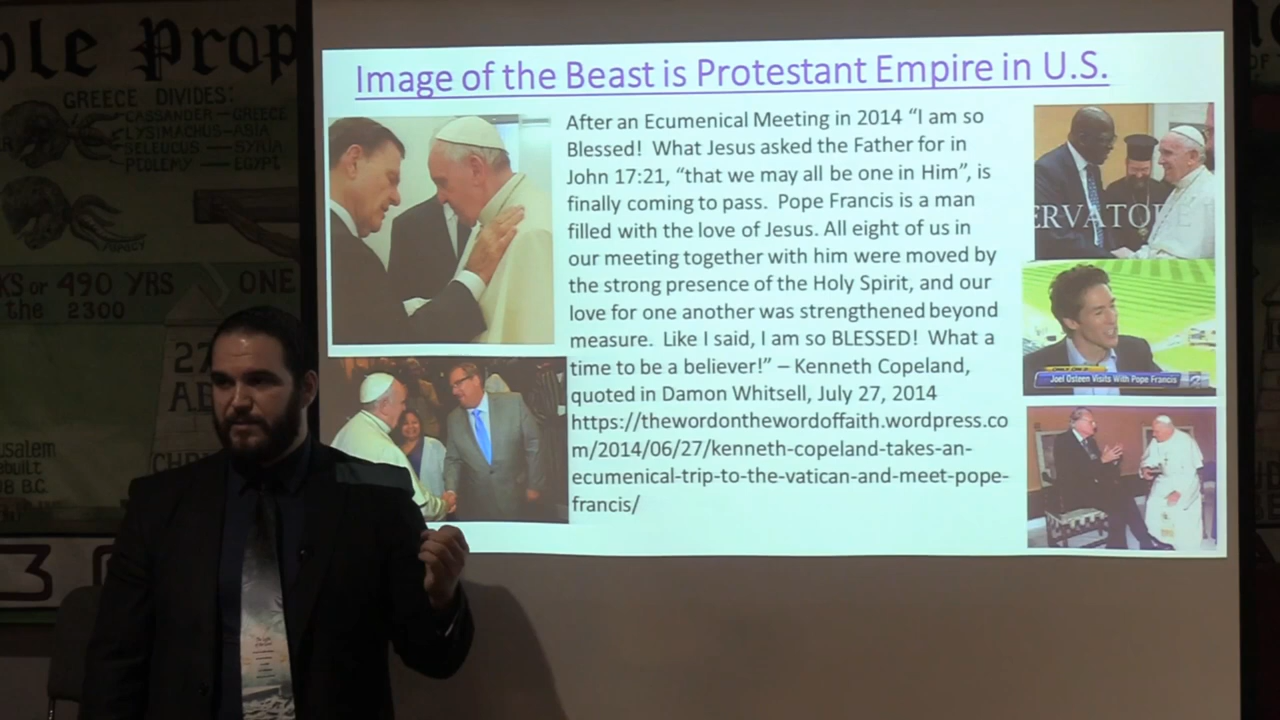 ble Prop
GREECE DIVIDES:
CASSANDER—GREECE
LYSIMACHUS—ASIA
SELEUCUS — SYRIA
PTOLEMY — EGYPT
KS or 490 YRS
ONE
the 2300
27
AD
usalem
ebuilt
B.C.
CHR
3
Image of the Beast is Protestant Empire in U.S.
After an Ecumenical Meeting in 2014 “I am so
Blessed! What Jesus asked the Father for in
John 17:21, “that we may all be one in Him”, is
finally coming to pass. Pope Francis is a man
filled with the love of Jesus. All eight of us in
our meeting together with him were moved by
the strong presence of the Holy Spirit, and our
love for one another was strengthened beyond
measure. Like I said, I am so BLESSED! What a
time to be a believer!” – Kenneth Copeland,
quoted in Damon Whitsell, July 27, 2014
https://thewordonthewordoffaith.wordpress.co
m/2014/06/27/kenneth-copeland-takes-an-
ecumenical-trip-to-the-vatican-and-meet-pope-
francis/
ERVATO
Joel Osteen Visits With Pope Francis